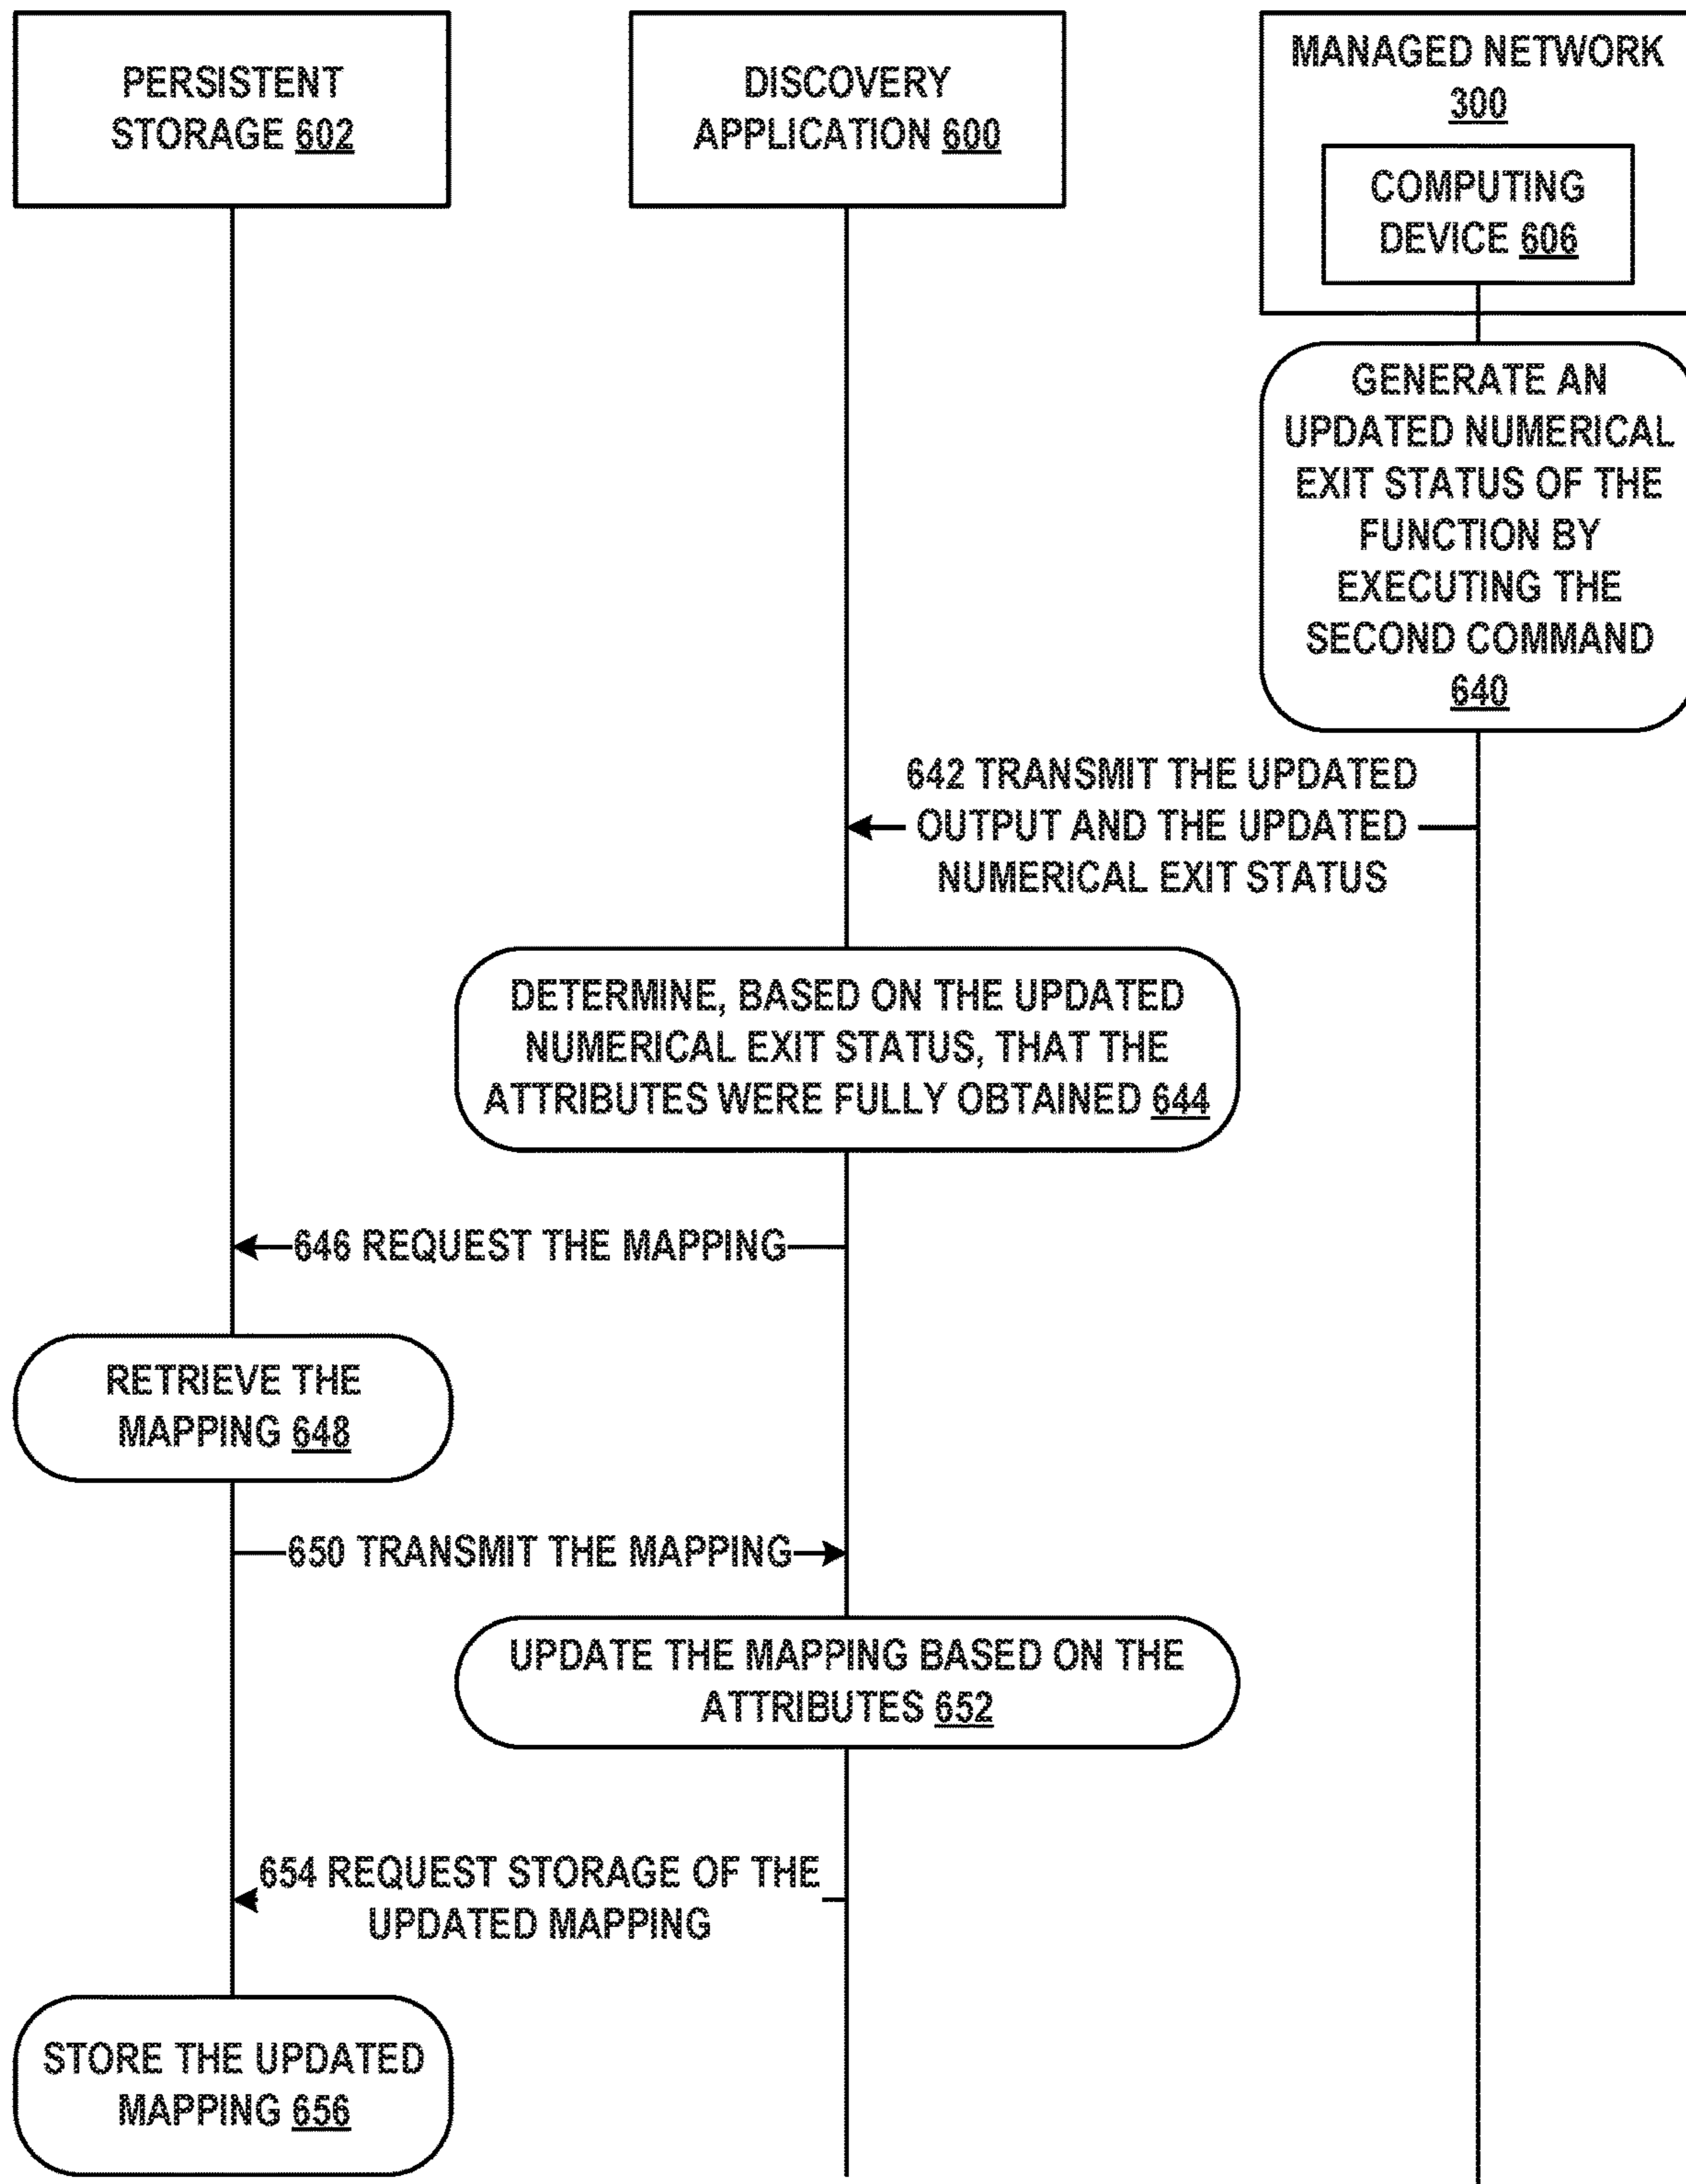 PERSISTENT
STORAGE 602
DISCOVERY
APPLICATION 600
MANAGED NETWORK
300
COMPUTING
DEVICE 606
GENERATE AN
UPDATED NUMERICAL
EXIT STATUS OF THE
FUNCTION BY
EXECUTING THE
SECOND COMMAND
640
642 TRANSMIT THE UPDATED
OUTPUT AND THE UPDATED
NUMERICAL EXIT STATUS
DETERMINE, BASED ON THE UPDATED
NUMERICAL EXIT STATUS, THAT THE
ATTRIBUTES WERE FULLY OBTAINED 644
646 REQUEST THE MAPPING
RETRIEVE THE
MAPPING 648
650 TRANSMIT THE MAPPING
UPDATE THE MAPPING BASED ON THE
ATTRIBUTES 652
654 REQUEST STORAGE OF THE
UPDATED MAPPING
STORE THE UPDATED
MAPPING 656